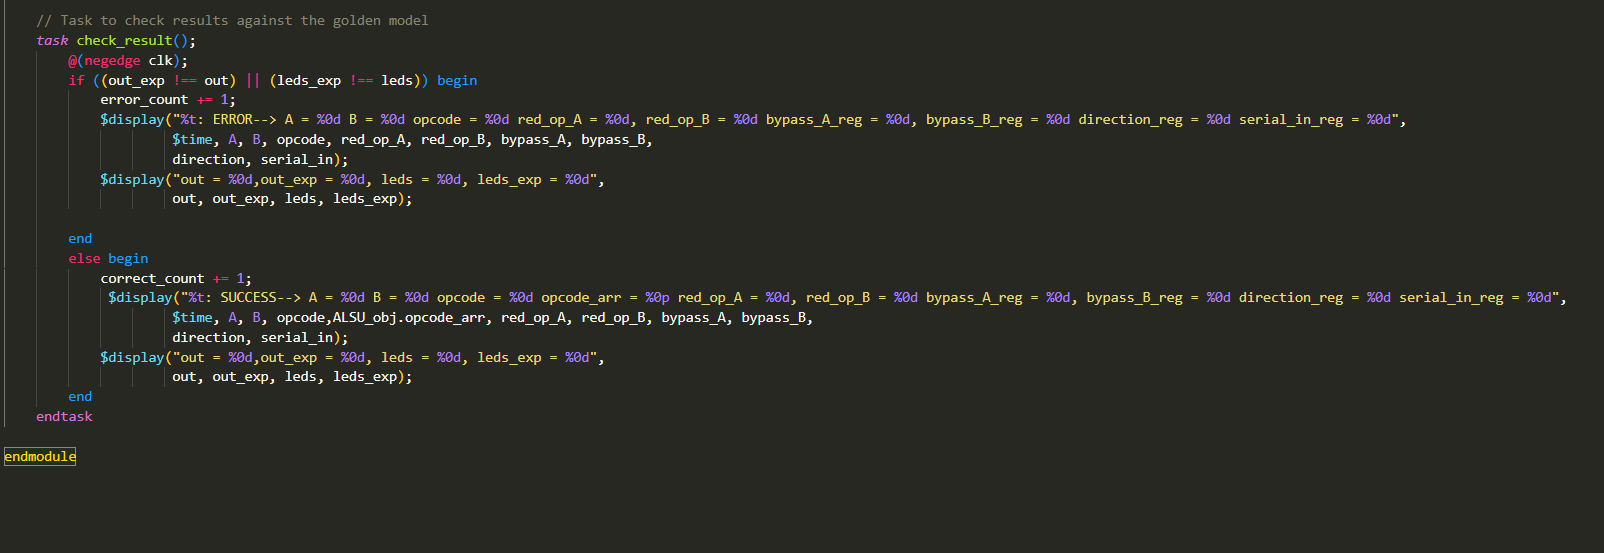 // Task to check results against the golden model
task check_result();
@(negedge clk);
if ((out_exp !== out) || (leds_exp !== leds)) begin
error_count += 1;
$display("%t: ERROR--> A = %0d B = %0d opcode = %0d red_op_A = %0d, red_op_B = %0d bypass_A_reg = %0d, bypass_B_reg = %0d direction_reg = %0d serial_in_reg = %0d",
$time, A, B, opcode, red_op_A, red_op_B, bypass_A, bypass_B,
direction, serial_in);
$display("out = %0d,out_exp = %0d, leds = %0d, leds_exp = %0d",
out, out_exp, leds, leds_exp);
end
else begin
correct_count += 1;
$display("%t: SUCCESS--> A = %0d B = %0d opcode = %0d opcode_arr = %0p red_op_A = %0d, red_op_B = %0d bypass_A_reg = %0d, bypass_B_reg = %0d direction_reg = %0d serial_in_reg = %0d",
$time, A, B, opcode,ALSU_obj.opcode_arr, red_op_A, red_op_B, bypass_A, bypass_B,
direction, serial_in);
$display("out = %0d,out_exp = %0d, leds = %0d, leds_exp = %0d",
out, out_exp, leds, leds_exp);
end
endtask
endmodule